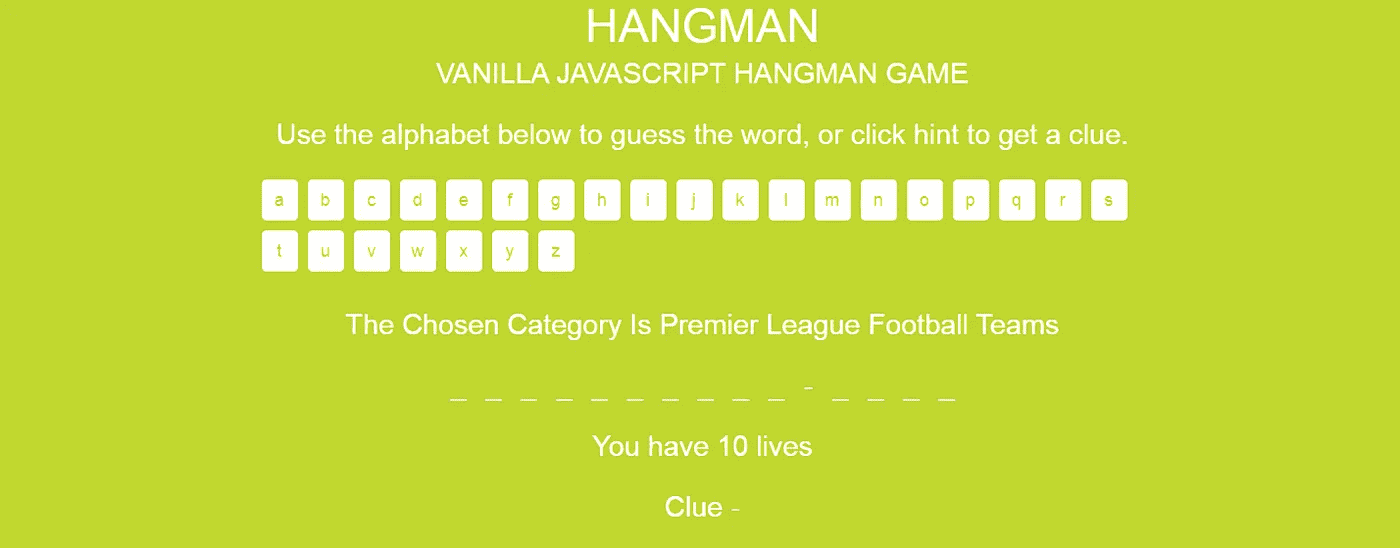 HANGMAN
VANILLA JAVASCRIPT HANGMAN GAME
Use the alphabet below to guess the word, or click hint to get a clue.
a b c d e f g h i j k l m n o p q r s
t u v w x y z
The Chosen Category Is Premier League Football Teams
_ _ _ _ _ _ _ _ _ _ - _ _ _ _
You have 10 lives
Clue -